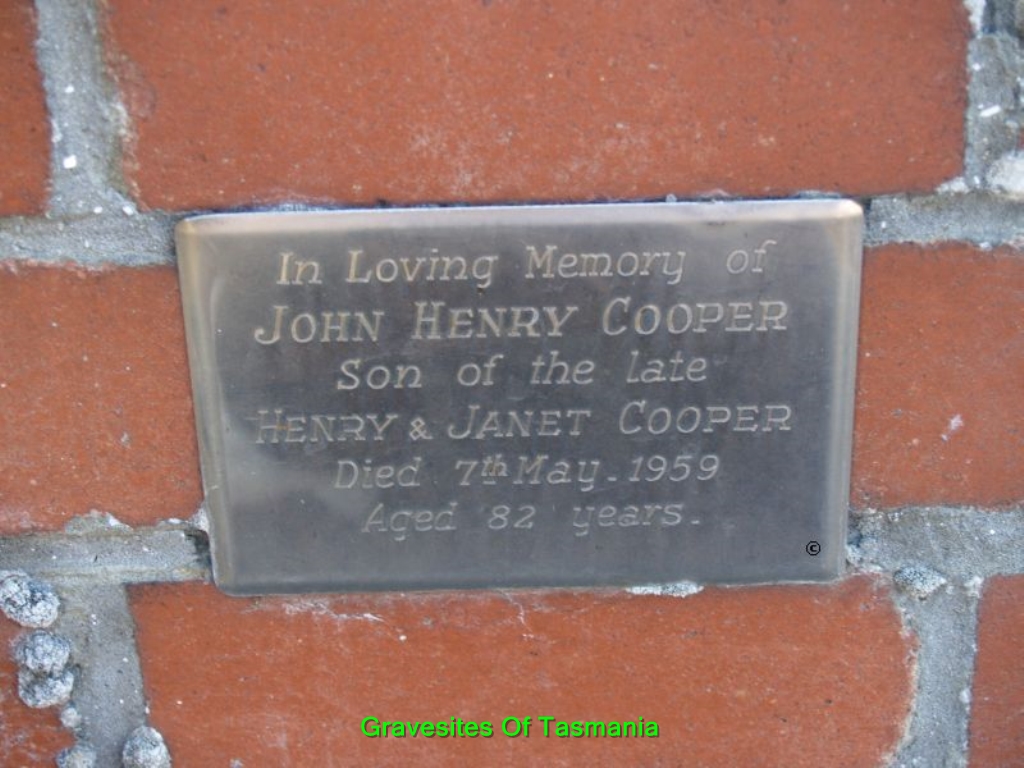 In Loving Memory of
JOHN HENRY COOPER
Son of the late
HENRY & JANET COOPER
Died 7th May. 1959
Aged 82 years.
©
Gravesites Of Tasmania